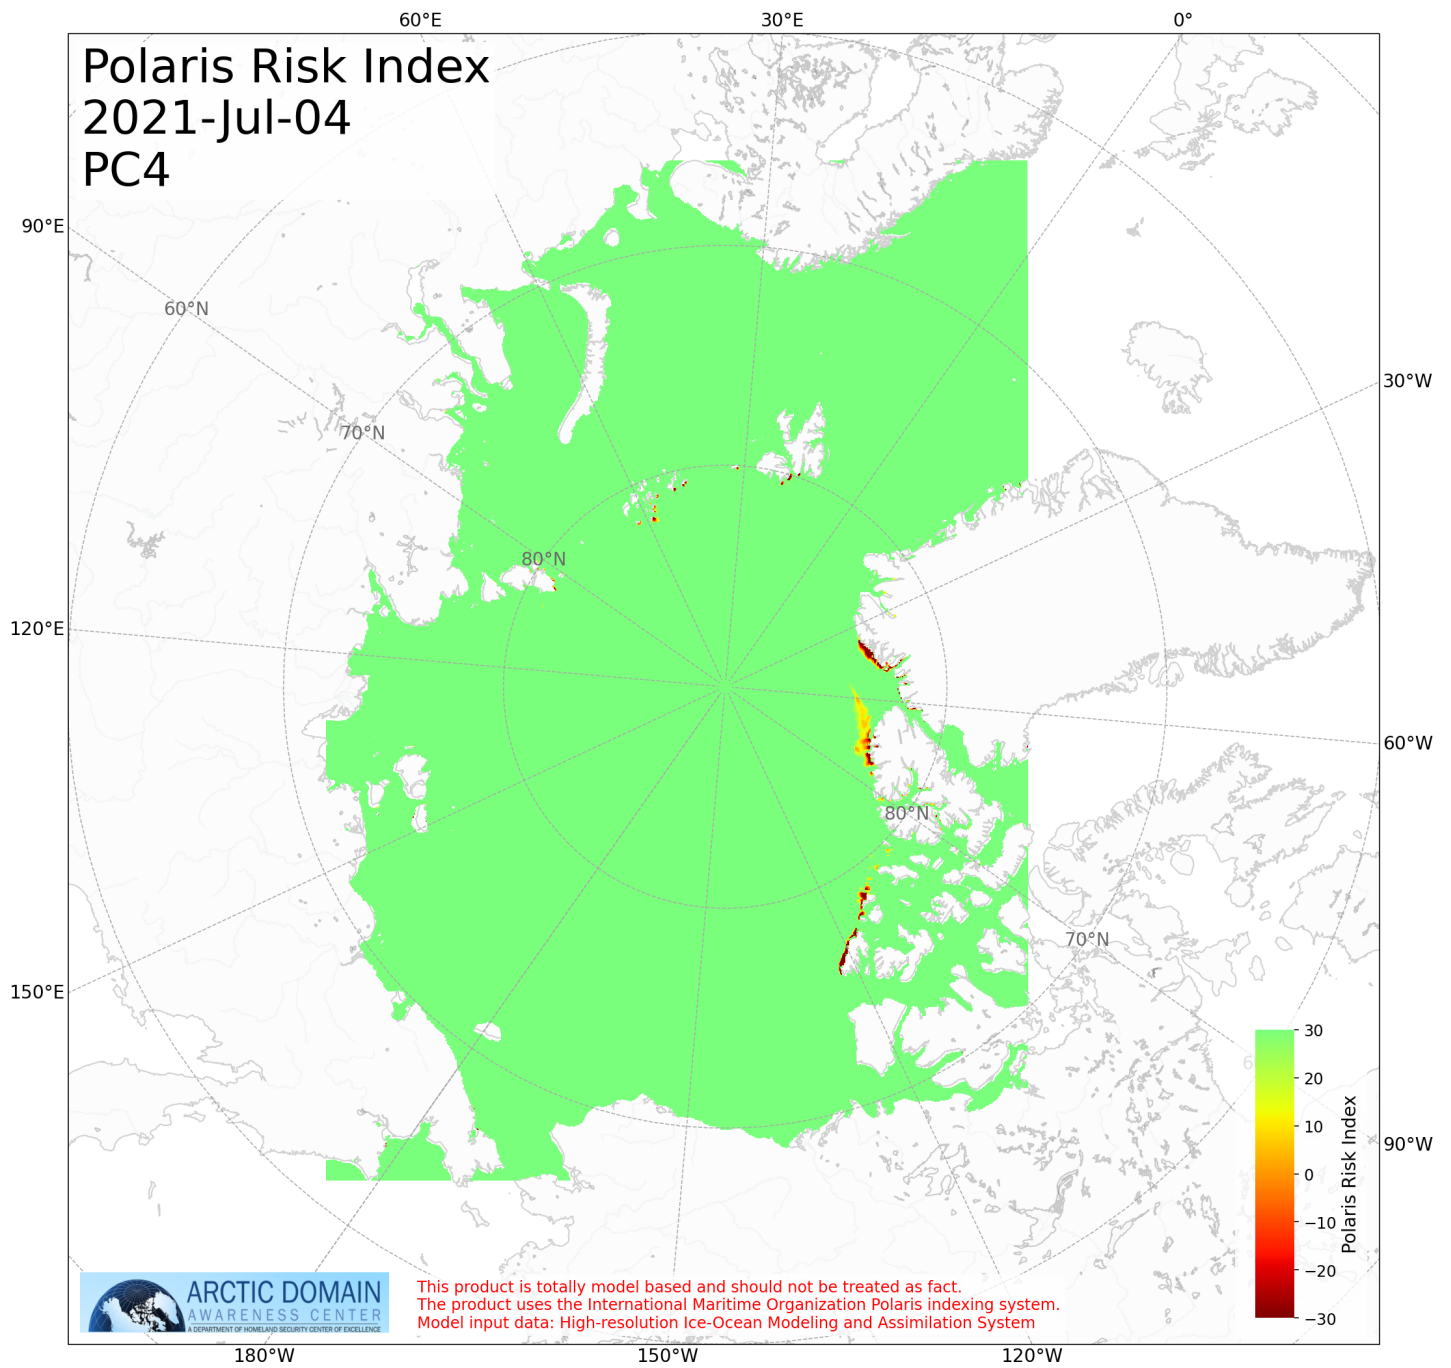 60°E 30°E 0°
Polaris Risk Index
2021-Jul-04
PC4
90°E
60°N
30°W
70°N
80°N
120°E
60°W
80°N
70°N
150°E
30
20
10
0
−10
−20
−30
Polaris Risk Index
90°W
ARCTIC DOMAIN
AWARENESS CENTER
A DEPARTMENT OF HOMELAND SECURITY CENTER OF EXCELLENCE
This product is totally model based and should not be treated as fact.
The product uses the International Maritime Organization Polaris indexing system.
Model input data: High-resolution Ice-Ocean Modeling and Assimilation System
180°W 150°W 120°W